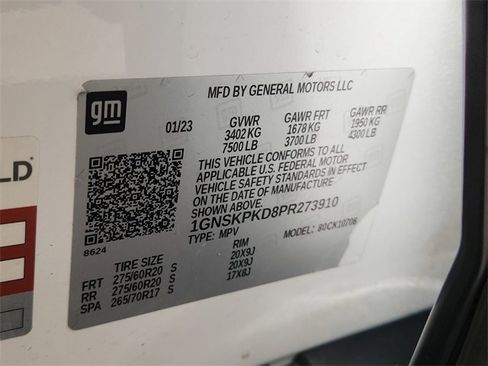 MFD BY GENERAL MOTORS LLC
gm
01/23 GVWR GAWR FRT GAWR RR
3402 KG 1678 KG 1950 KG
7500 LB 3700 LB 4300 LB
THIS VEHICLE CONFORMS TO ALL
APPLICABLE U.S. FEDERAL MOTOR
VEHICLE SAFETY STANDARDS IN EFFECT
ON THE DATE OF MANUFACTURE
SHOWN ABOVE.
1GNSKPKD8PR273910
TYPE: MPV MODEL: 80CK10706
8624
TIRE SIZE RIM
FRT 275/60R20 S 20X9J
RR 275/60R20 S 20X9J
SPA 265/70R17 S 17X8J
LD®